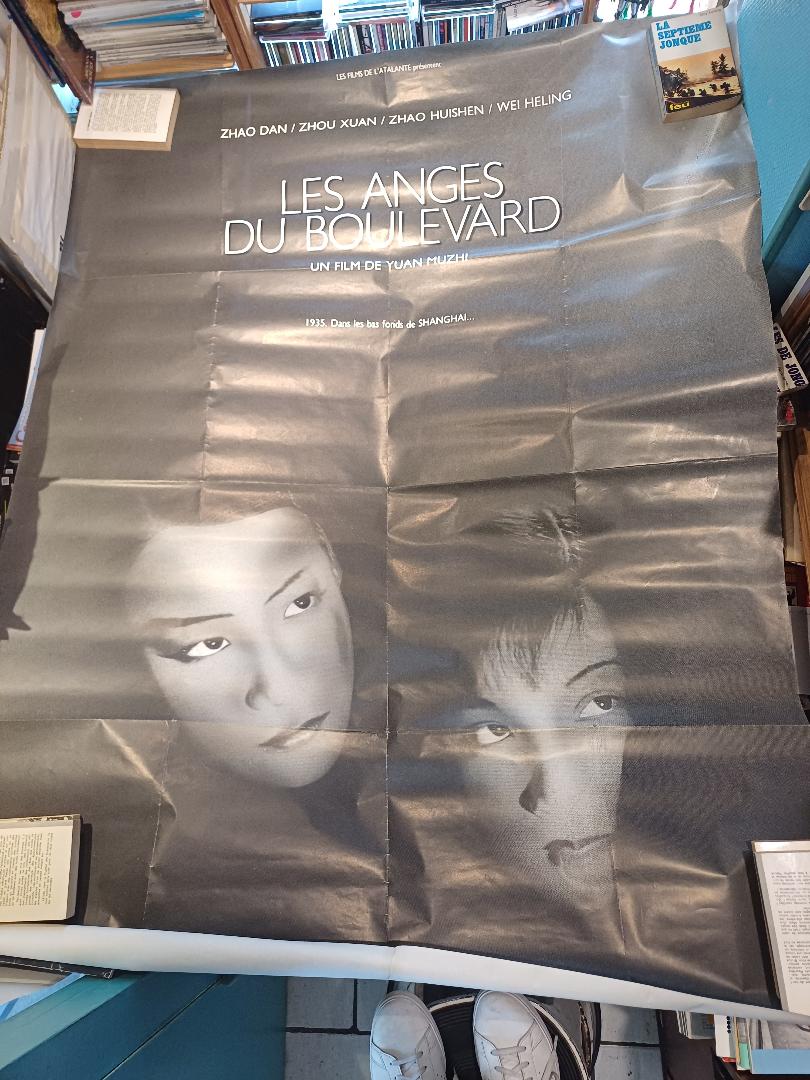 LES FILMS DE L'ATALANTE présentent
ZHAO DAN / ZHOU XUAN / ZHAO HUISHEN / WEI HELING
LES ANGES
DU BOULEVARD
UN FILM DE YUAN MUZHI
1935. Dans les bas fonds de SHANGHAI...
LA
SEPTIEME
JONQUE